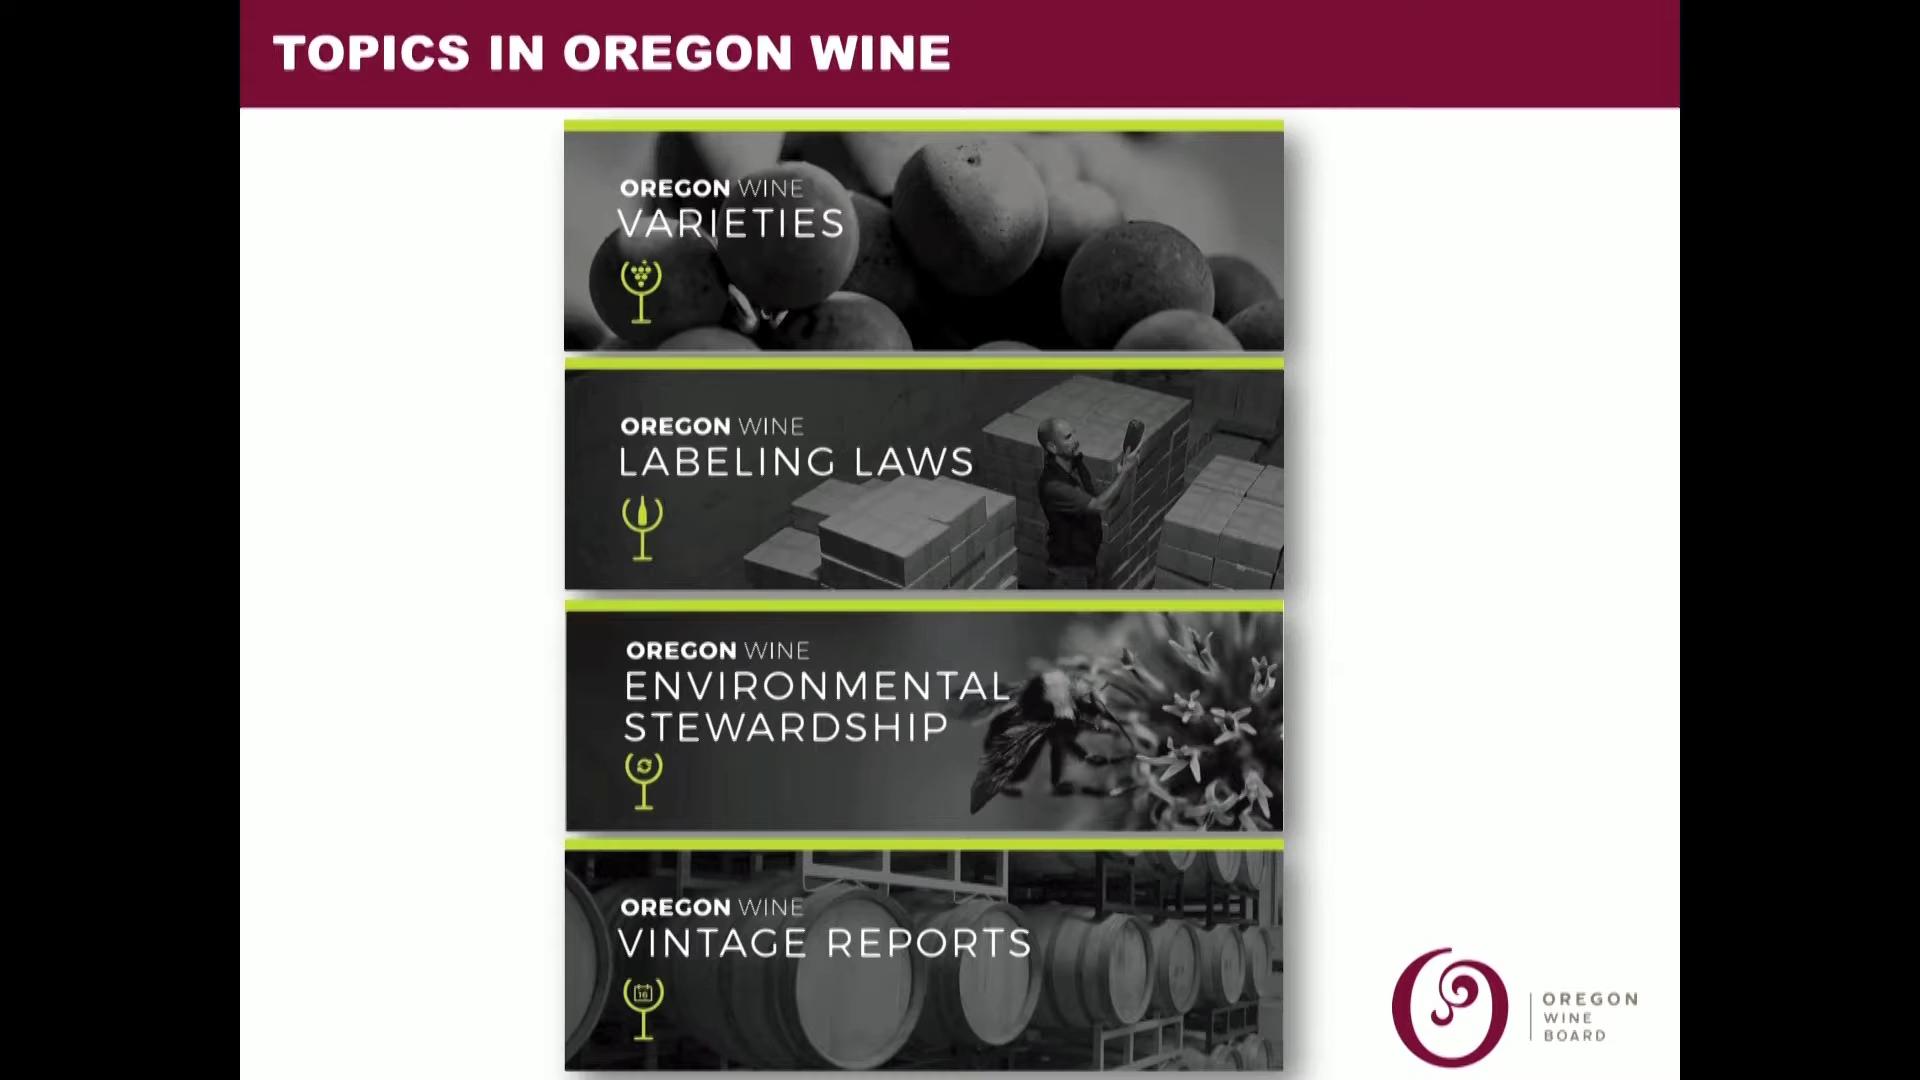 TOPICS IN OREGON WINE
OREGON WINE
VARIETIES
OREGON WINE
LABELING LAWS
OREGON WINE
ENVIRONMENTAL
STEWARDSHIP
OREGON WINE
VINTAGE REPORTS
16
OREGON
WINE
BOARD